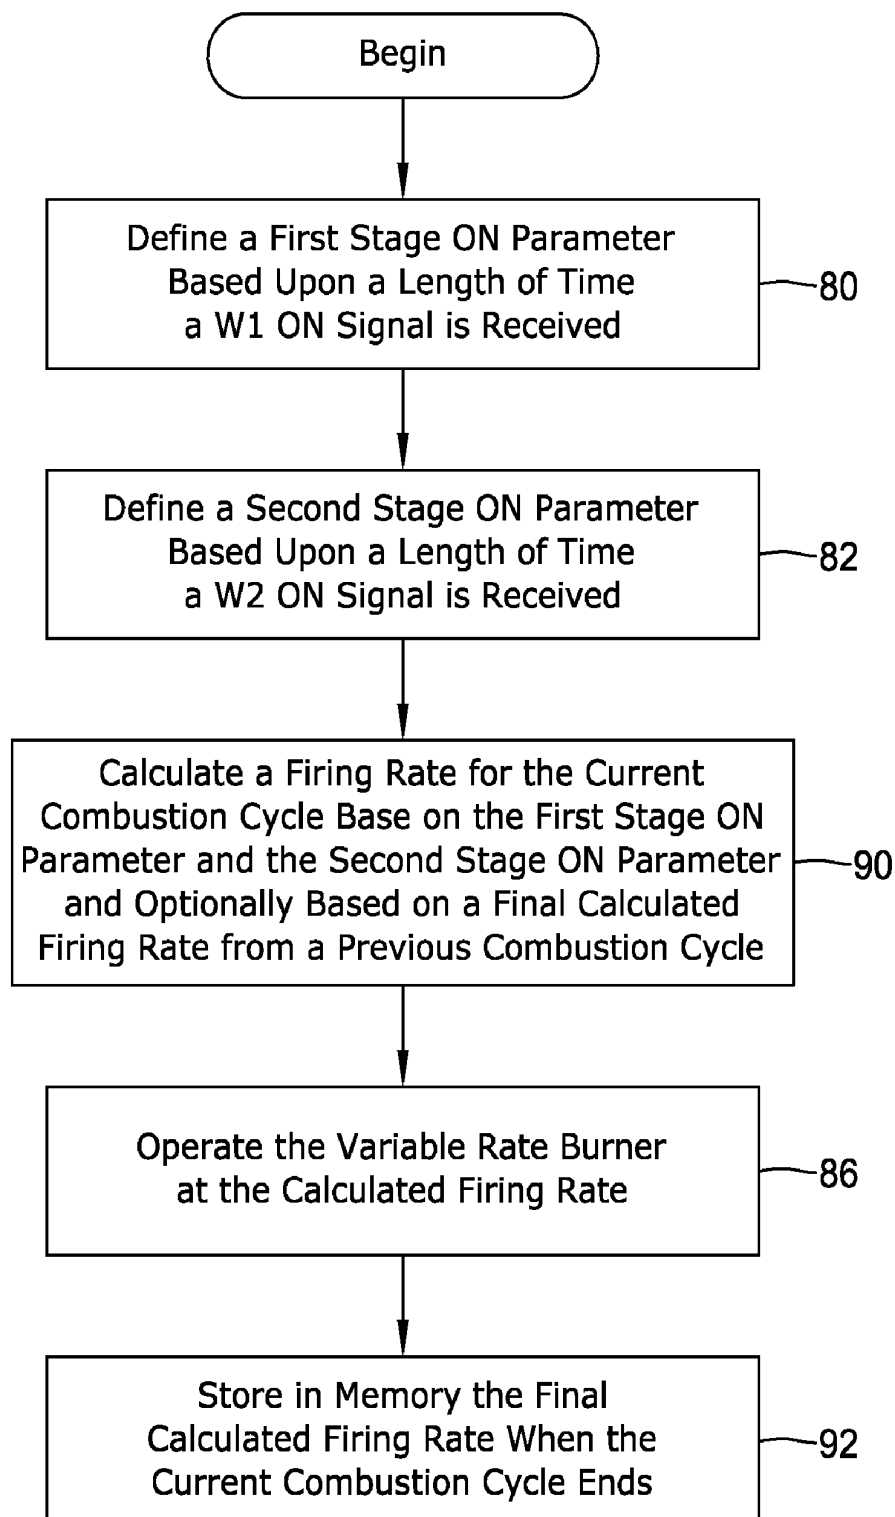 Begin
Define a First Stage ON Parameter
Based Upon a Length of Time
a W1 ON Signal is Received
80
Define a Second Stage ON Parameter
Based Upon a Length of Time
a W2 ON Signal is Received
82
Calculate a Firing Rate for the Current
Combustion Cycle Base on the First Stage ON
Parameter and the Second Stage ON Parameter
and Optionally Based on a Final Calculated
Firing Rate from a Previous Combustion Cycle
90
Operate the Variable Rate Burner
at the Calculated Firing Rate
86
Store in Memory the Final
Calculated Firing Rate When the
Current Combustion Cycle Ends
92